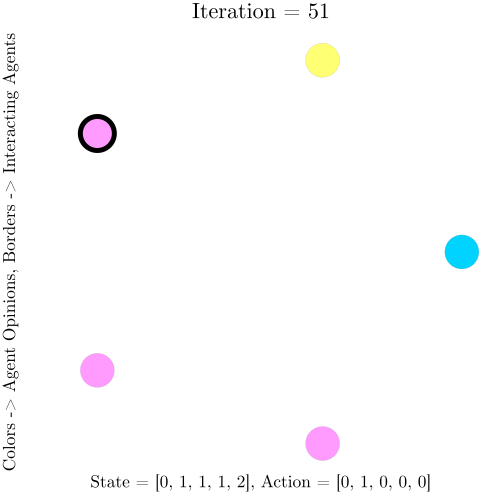 Iteration = 51
Colors -> Agent Opinions, Borders -> Interacting Agents
State = [0, 1, 1, 1, 2], Action = [0, 1, 0, 0, 0]